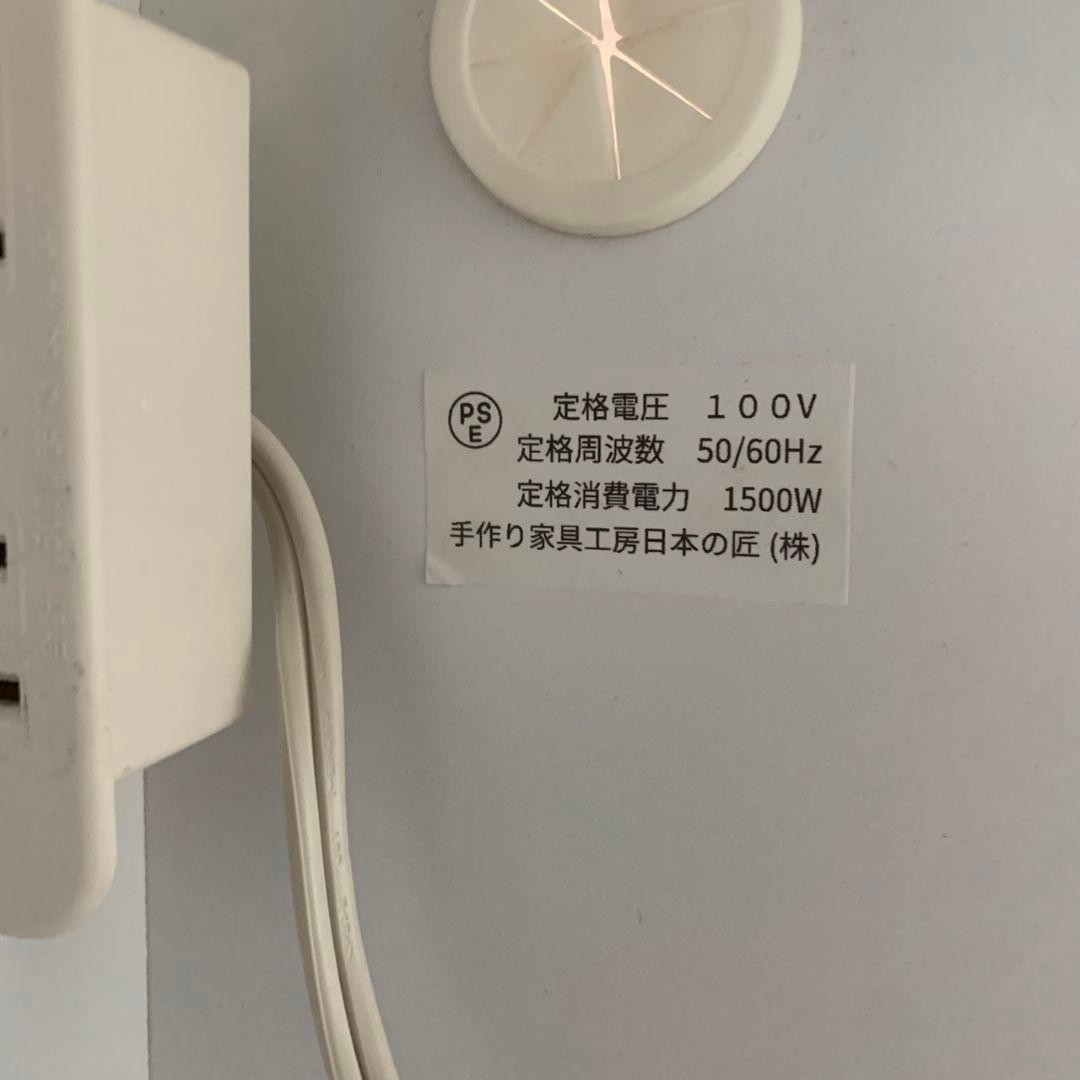 PSE
定格電圧　１００V
定格周波数　50/60Hz
定格消費電力　1500W
手作り家具工房日本の匠 (株)